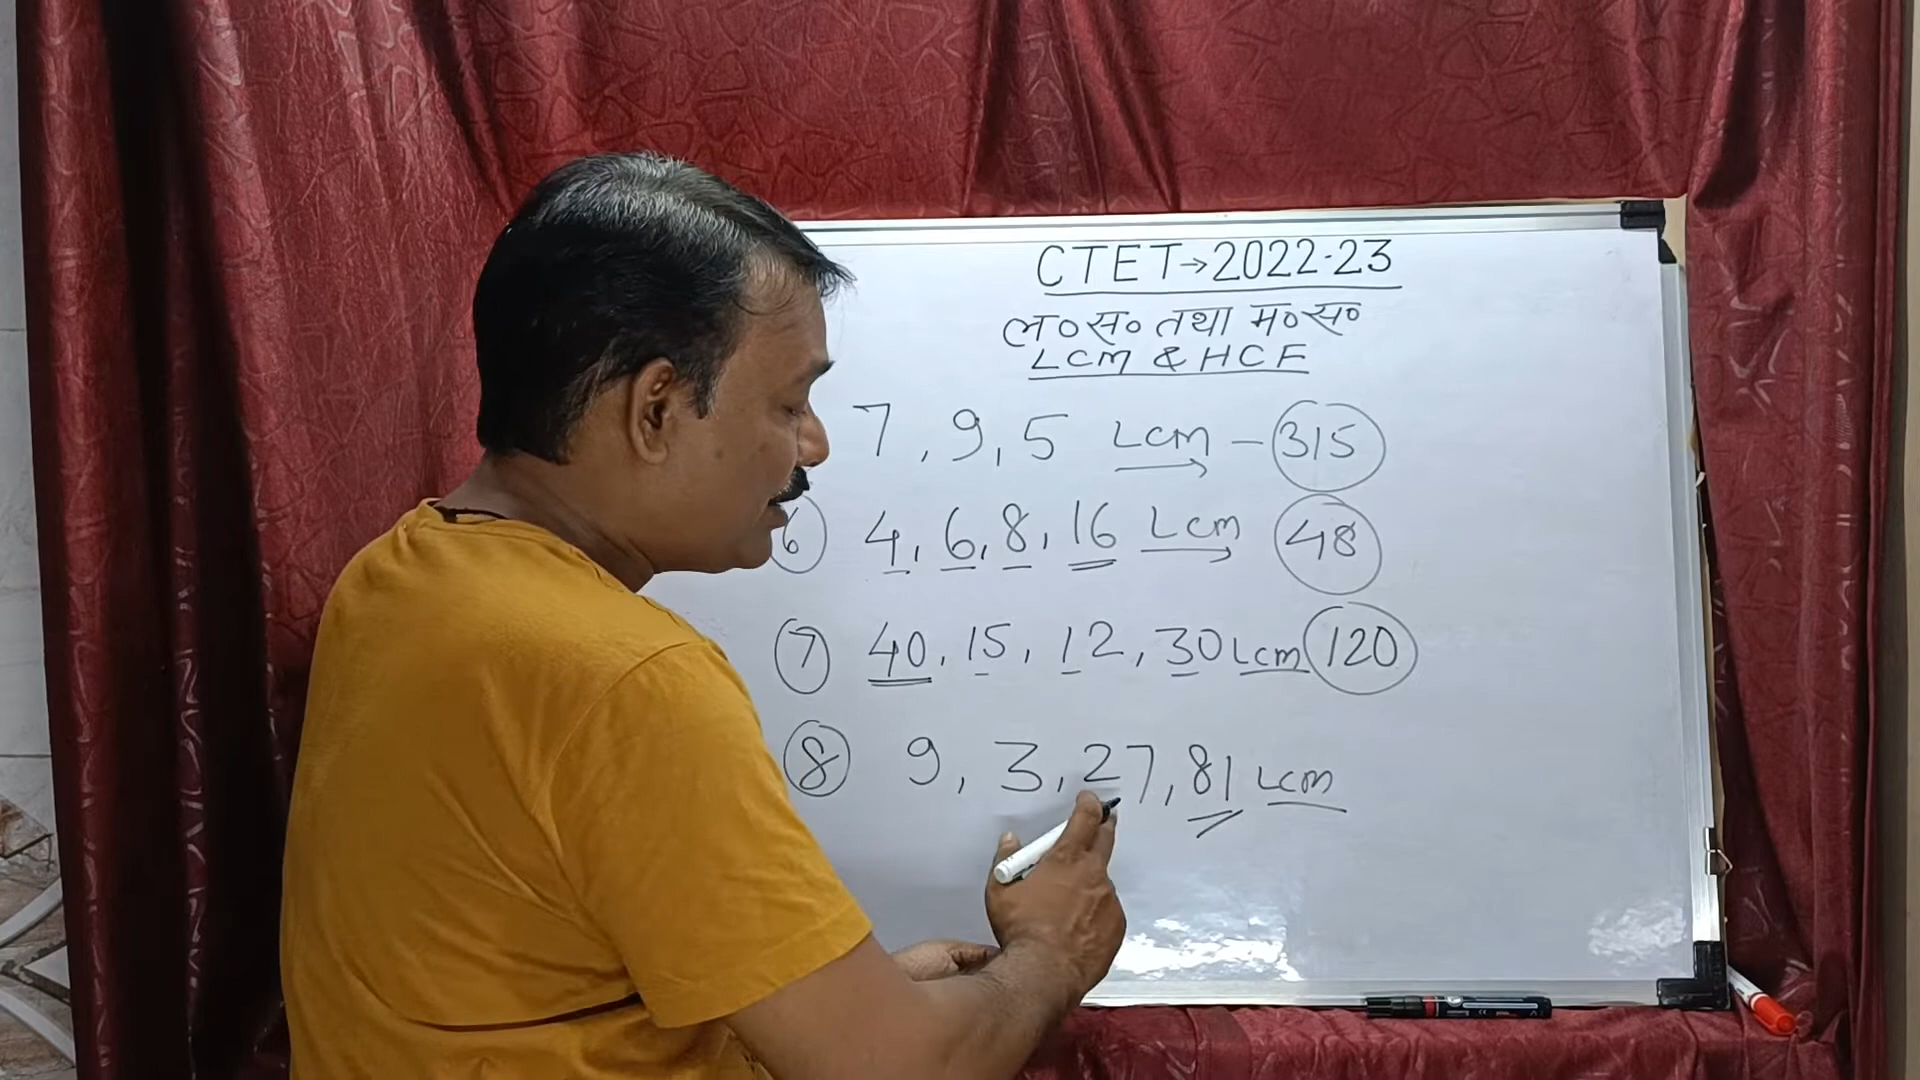 CTET→2022-23
ल०स० तथा म०स०
LCM & HCF
7, 9, 5 LCM – 315
6 4, 6, 8, 16 LCM 48
7 40, 15, 12, 30 LCM 120
8 9, 3, 27, 81 LCM